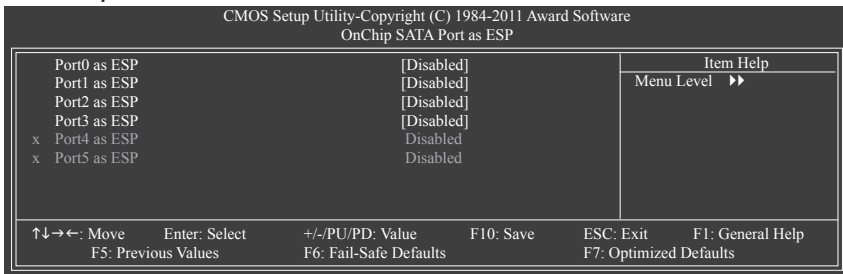 CMOS Setup Utility-Copyright (C) 1984-2011 Award Software
OnChip SATA Port as ESP
Port0 as ESP [Disabled]
Port1 as ESP [Disabled]
Port2 as ESP [Disabled]
Port3 as ESP [Disabled]
x Port4 as ESP Disabled
x Port5 as ESP Disabled
Item Help
Menu Level ►►
↑↓→←: Move Enter: Select +/-/PU/PD: Value F10: Save ESC: Exit F1: General Help
F5: Previous Values F6: Fail-Safe Defaults F7: Optimized Defaults